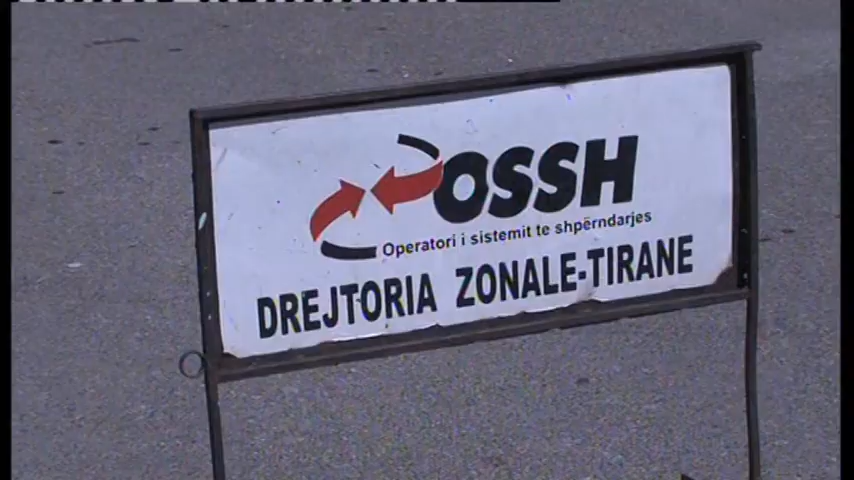 OSSH
Operatori i sistemit te shpërndarjes
DREJTORIA ZONALE-TIRANE